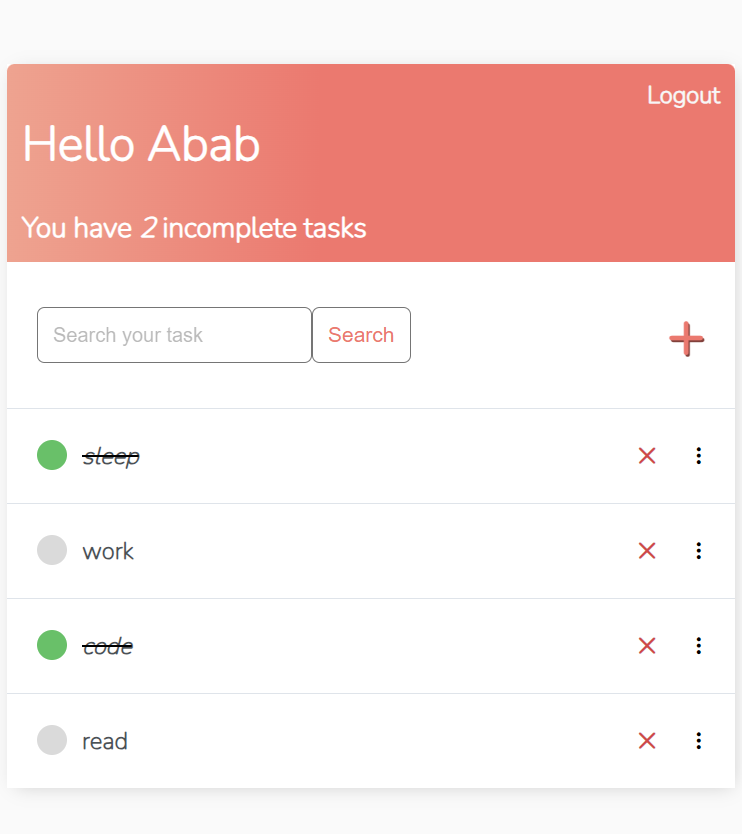 Logout
Hello Abab
You have 2 incomplete tasks
Search your task
Search
sleep
work
code
read